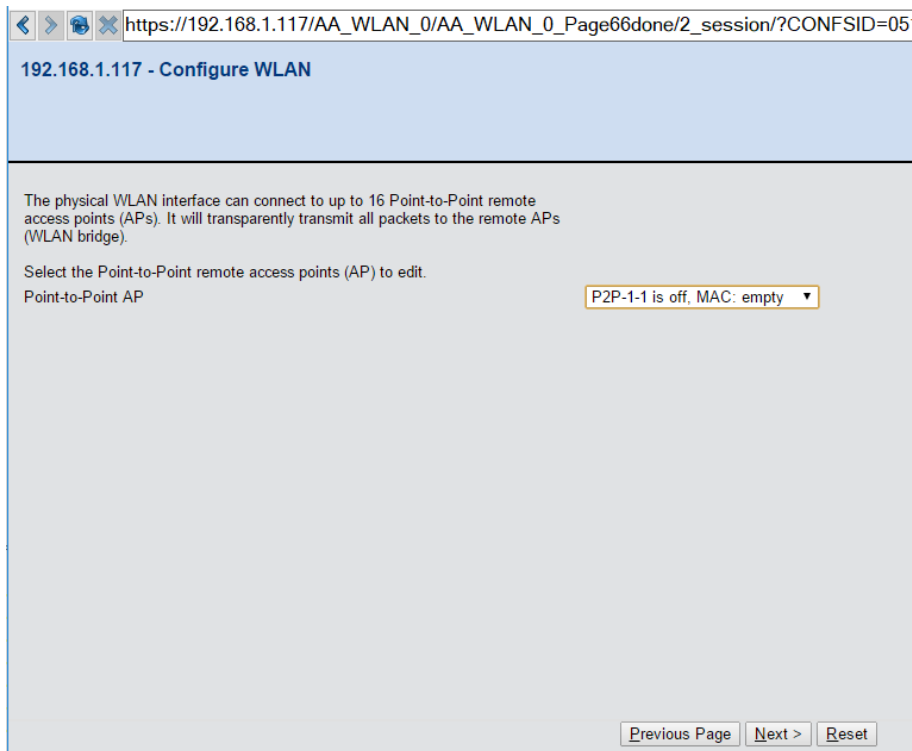 https://192.168.1.117/AA_WLAN_0/AA_WLAN_0_Page66done/2_session/?CONFSID=05
192.168.1.117 - Configure WLAN
The physical WLAN interface can connect to up to 16 Point-to-Point remote
access points (APs). It will transparently transmit all packets to the remote APs
(WLAN bridge).
Select the Point-to-Point remote access points (AP) to edit.
Point-to-Point AP P2P-1-1 is off, MAC: empty
Previous Page Next > Reset